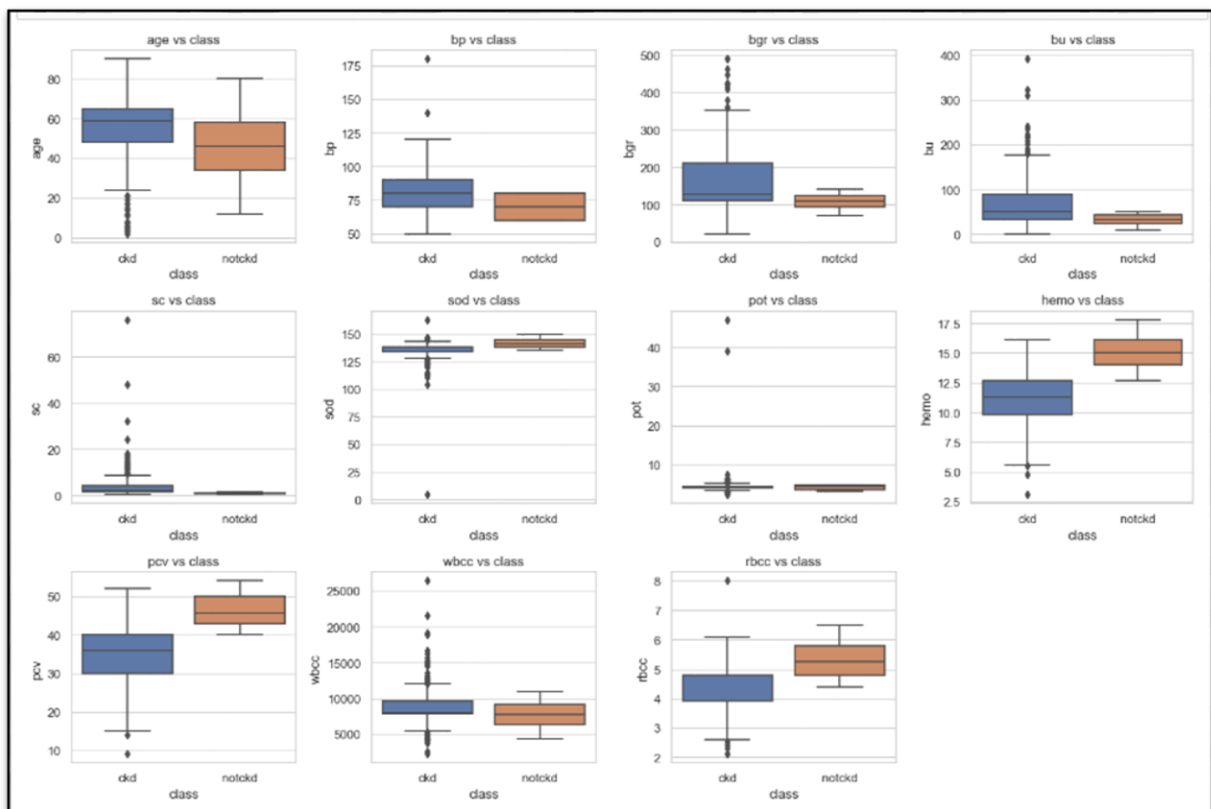 age vs class
bp vs class
bgr vs class
bu vs class
age
80
60
40
20
0
ckd
notckd
class
bp
175
150
125
100
75
50
ckd
notckd
class
bgr
500
400
300
200
100
0
ckd
notckd
class
bu
400
300
200
100
0
ckd
notckd
class
sc vs class
sod vs class
pot vs class
hemo vs class
sc
60
40
20
0
ckd
notckd
class
sod
150
125
100
75
50
25
0
ckd
notckd
class
pot
40
30
20
10
ckd
notckd
class
hemo
17.5
15.0
12.5
10.0
7.5
5.0
2.5
ckd
notckd
class
pcv vs class
wbcc vs class
rbcc vs class
pcv
50
40
30
20
10
ckd
notckd
class
wbcc
25000
20000
15000
10000
5000
ckd
notckd
class
rbcc
8
7
6
5
4
3
2
ckd
notckd
class